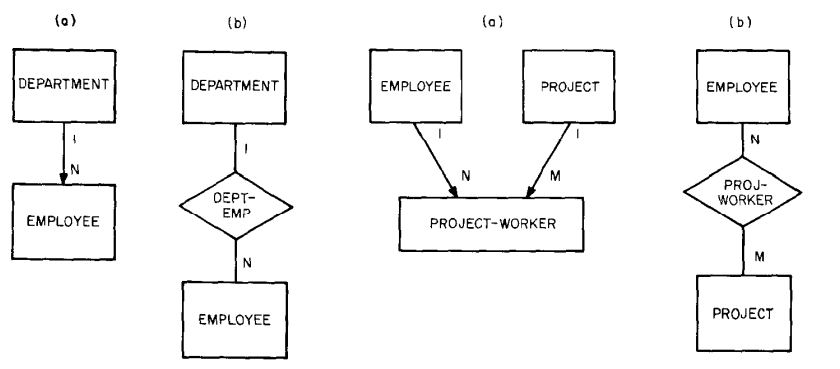 (a)
DEPARTMENT
1
N
EMPLOYEE
(b)
DEPARTMENT
1
DEPT-
EMP
N
EMPLOYEE
(a)
EMPLOYEE
PROJECT
1
1
N
M
PROJECT-WORKER
(b)
EMPLOYEE
N
PROJ-
WORKER
M
PROJECT